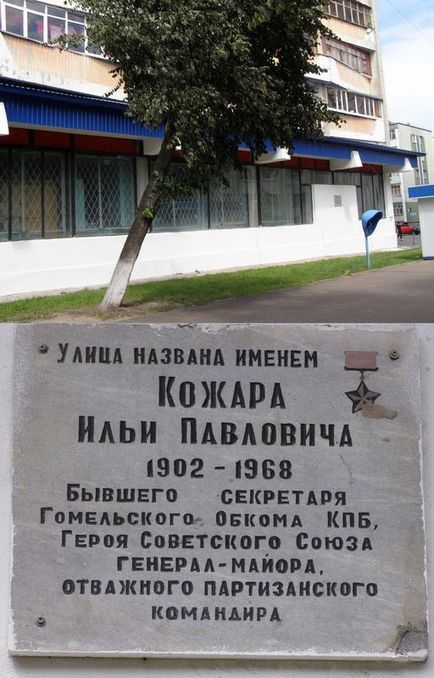 Улица названа именем
Кожара
Ильи Павловича
1902 - 1968
Бывшего секретаря
Гомельского Обкома КПБ,
Героя Советского Союза
генерал-майора,
отважного партизанского
командира